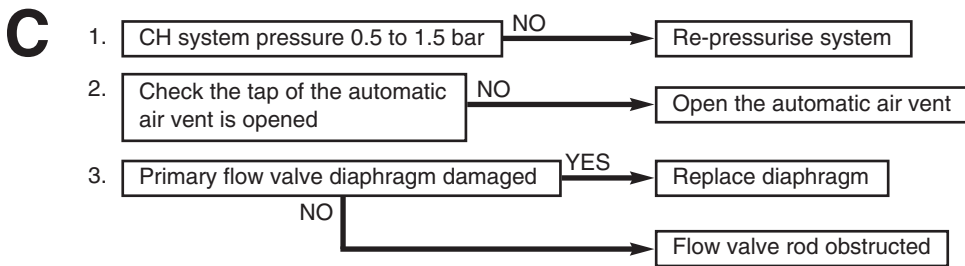 C
1. CH system pressure 0.5 to 1.5 bar NO Re-pressurise system
2. Check the tap of the automatic
air vent is opened NO Open the automatic air vent
3. Primary flow valve diaphragm damaged YES Replace diaphragm
NO Flow valve rod obstructed